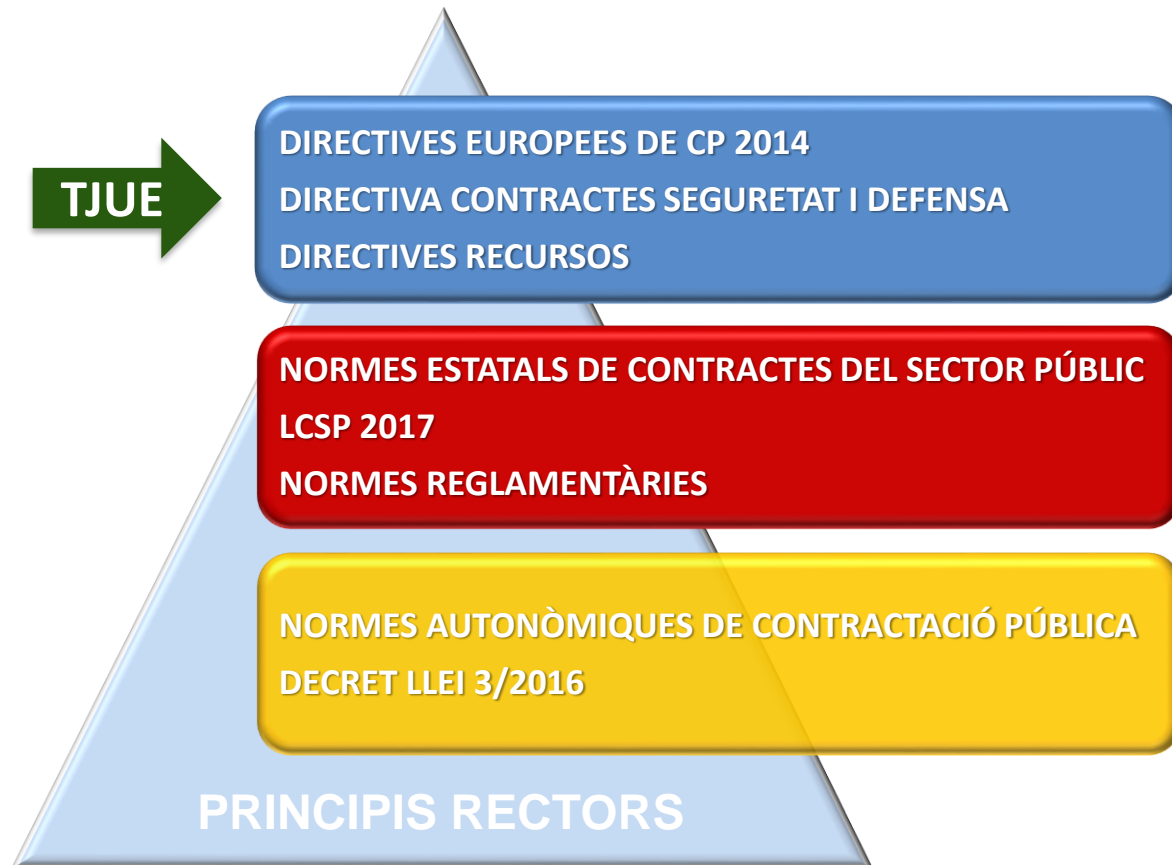 TJUE
DIRECTIVES EUROPEES DE CP 2014
DIRECTIVA CONTRACTES SEGURETAT I DEFENSA
DIRECTIVES RECURSOS
NORMES ESTATALS DE CONTRACTES DEL SECTOR PÚBLIC
LCSP 2017
NORMES REGLAMENTÀRIES
NORMES AUTONÒMIQUES DE CONTRACTACIÓ PÚBLICA
DECRET LLEI 3/2016
PRINCIPIS RECTORS